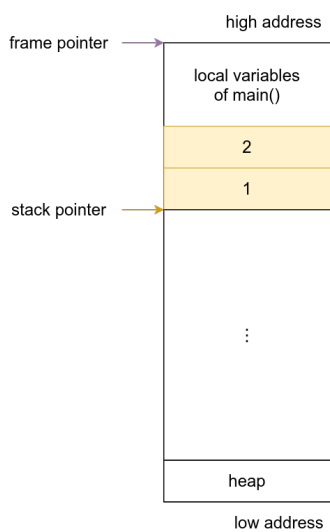 high address
frame pointer
local variables
of main()
2
1
stack pointer
⋮
heap
low address